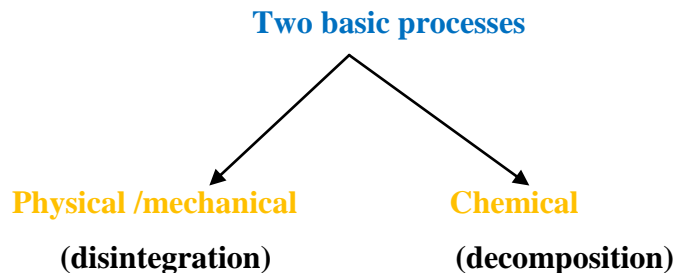 Two basic processes
Physical /mechanical
Chemical
(disintegration)
(decomposition)